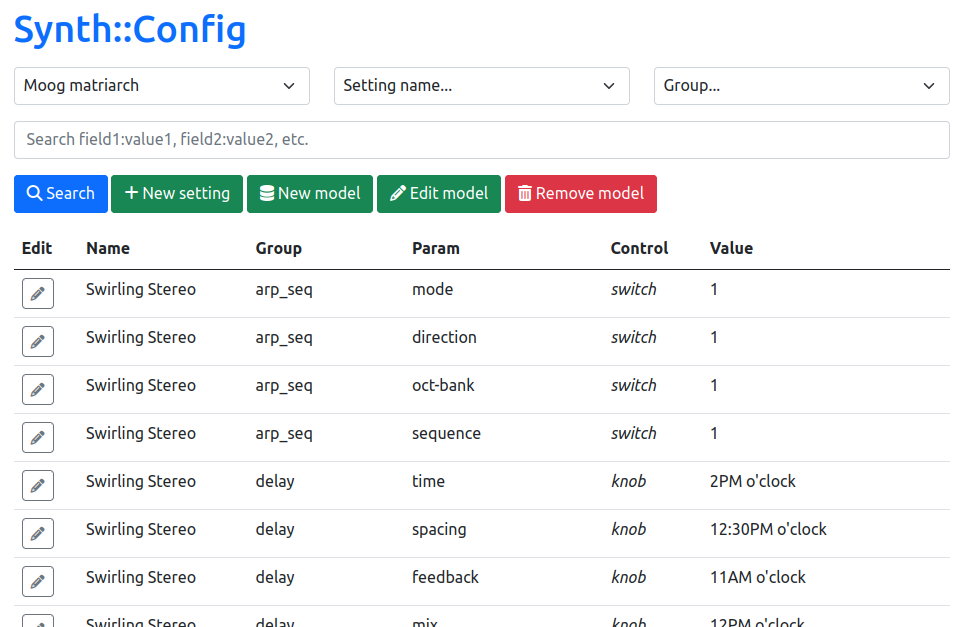 Synth::Config
Moog matriarch Setting name... Group...
Search field1:value1, field2:value2, etc.
Search New setting New model Edit model Remove model
Edit Name Group Param Control Value
Swirling Stereo arp_seq mode switch 1
Swirling Stereo arp_seq direction switch 1
Swirling Stereo arp_seq oct-bank switch 1
Swirling Stereo arp_seq sequence switch 1
Swirling Stereo delay time knob 2PM o'clock
Swirling Stereo delay spacing knob 12:30PM o'clock
Swirling Stereo delay feedback knob 11AM o'clock
Swirling Stereo delay mix knob 12PM o'clock